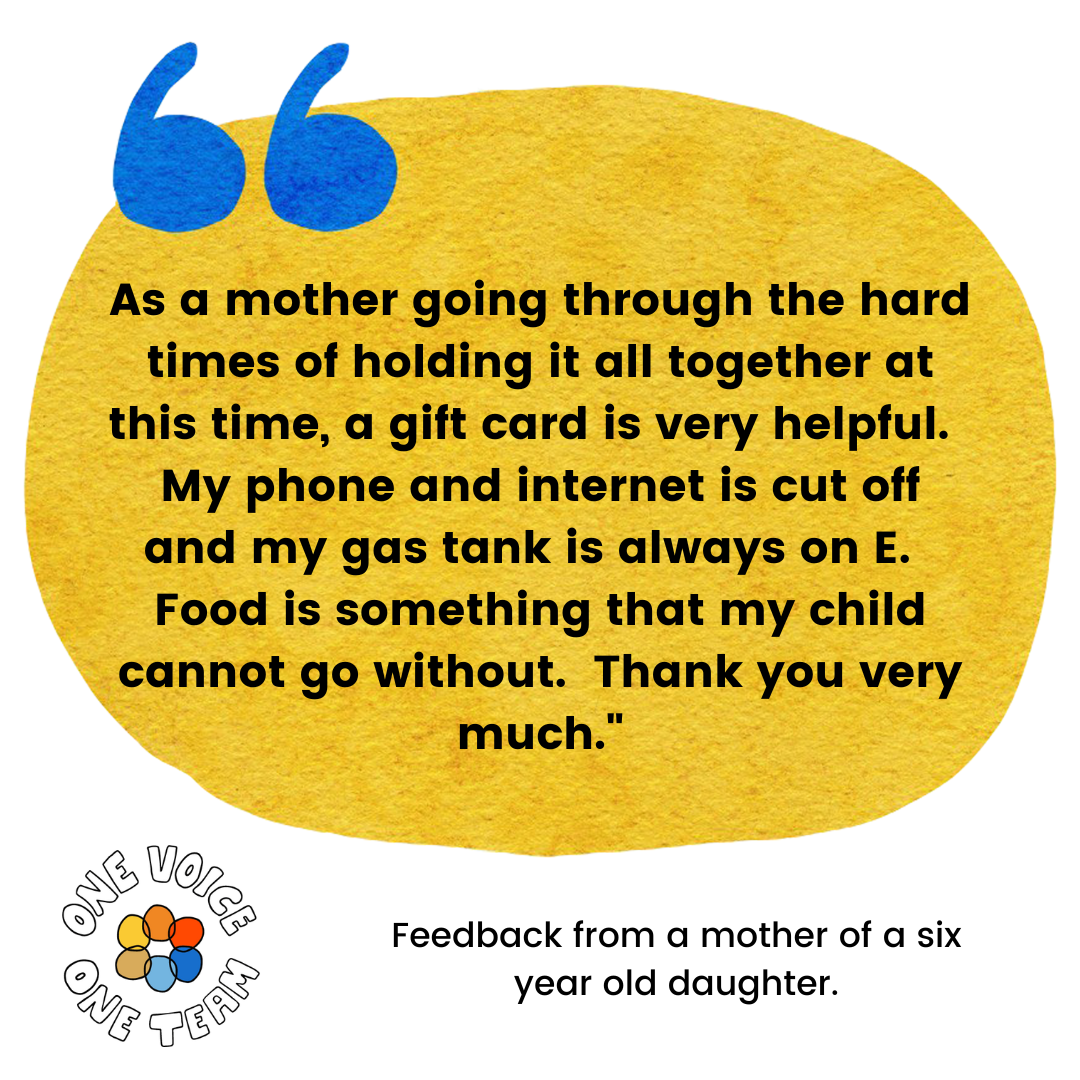 As a mother going through the hard
times of holding it all together at
this time, a gift card is very helpful.
My phone and internet is cut off
and my gas tank is always on E.
Food is something that my child
cannot go without.  Thank you very
much."
ONE VOICE
ONE TEAM
Feedback from a mother of a six
year old daughter.